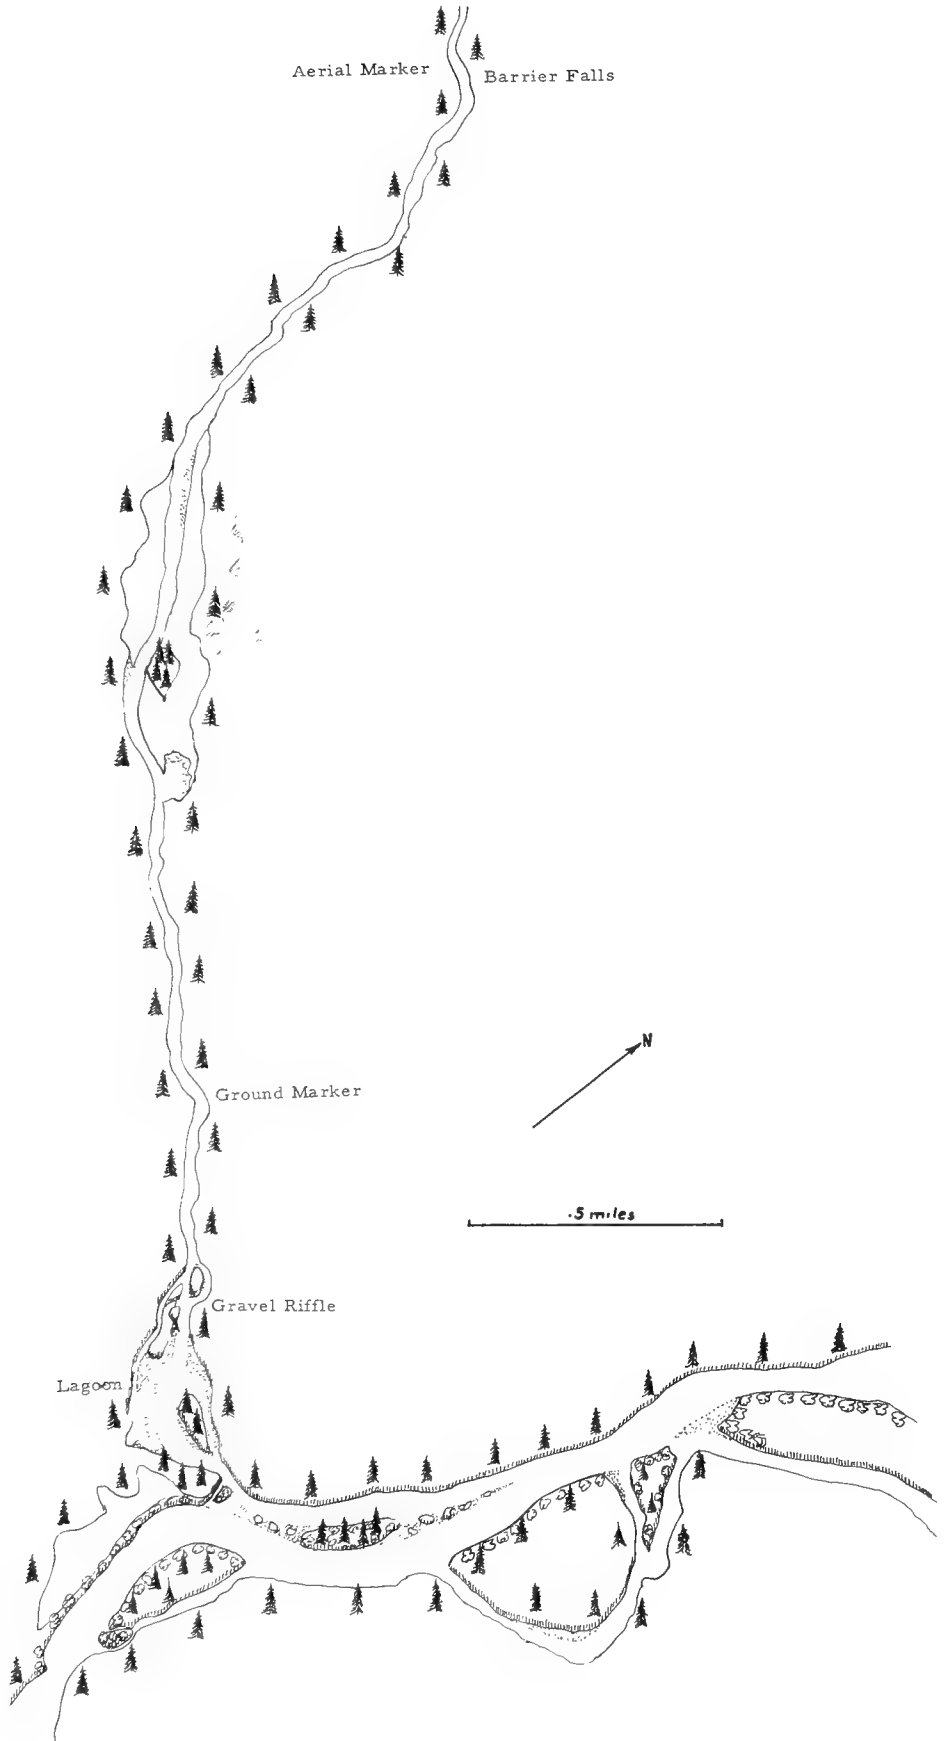 Aerial Marker
Barrier Falls
N
Ground Marker
.5 miles
Gravel Riffle
Lagoon